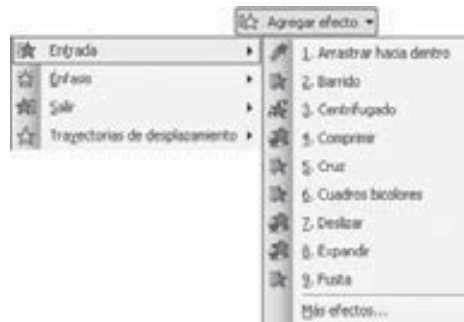 Agregar efecto
Entrada
Énfasis
Salir
Trayectorias de desplazamiento
1. Arrastrar hacia dentro
2. Barrido
3. Centrifugado
4. Comprimir
5. Cruz
6. Cuadros bicolores
7. Deslizar
8. Expandir
9. Fusta
Más efectos...